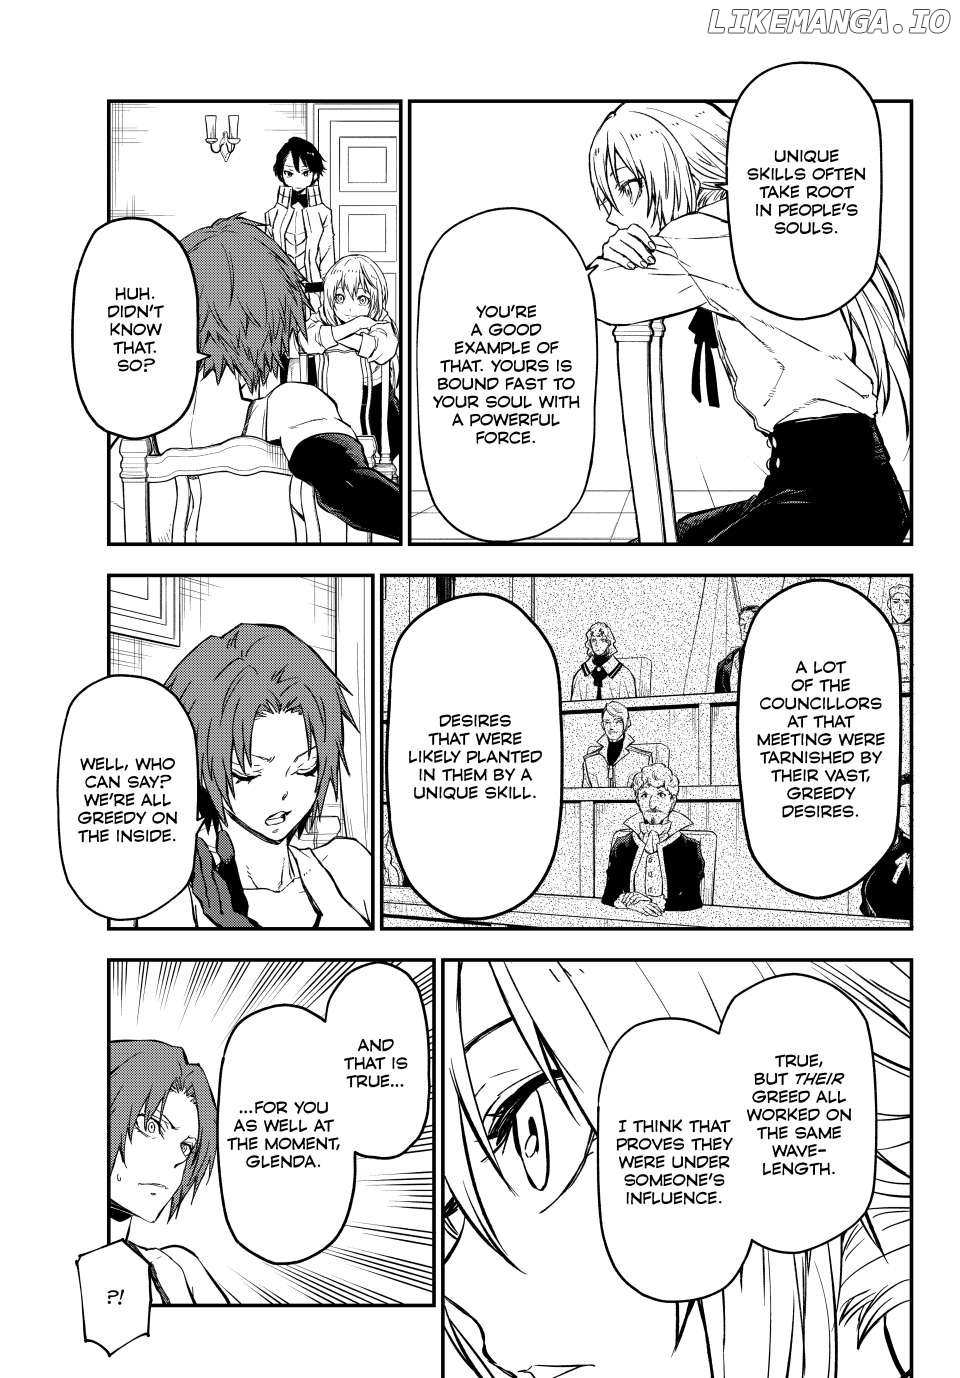 LIKEMANGA.IO
UNIQUE
SKILLS OFTEN
TAKE ROOT
IN PEOPLE'S
SOULS.
YOU'RE
A GOOD
EXAMPLE OF
THAT. YOURS IS
BOUND FAST TO
YOUR SOUL WITH
A POWERFUL
FORCE.
HUH.
DIDN'T
KNOW
THAT.
SO?
A LOT
OF THE
COUNCILLORS
AT THAT
MEETING WERE
TARNISHED BY
THEIR VAST,
GREEDY
DESIRES.
DESIRES
THAT WERE
LIKELY PLANTED
IN THEM BY A
UNIQUE SKILL.
WELL, WHO
CAN SAY?
WE'RE ALL
GREEDY ON
THE INSIDE.
TRUE,
BUT THEIR
GREED ALL
WORKED ON
THE SAME
WAVE-
LENGTH.
I THINK THAT
PROVES THEY
WERE UNDER
SOMEONE'S
INFLUENCE.
AND
THAT IS
TRUE...
...FOR YOU
AS WELL AT
THE MOMENT,
GLENDA.
?!